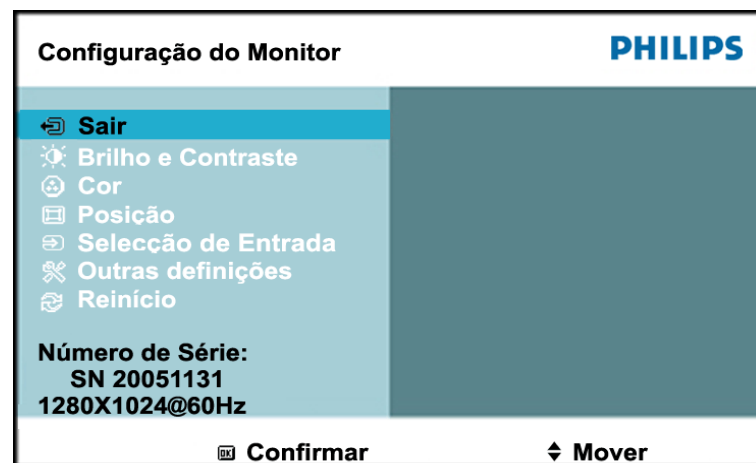 Configuração do Monitor PHILIPS
Sair
Brilho e Contraste
Cor
Posição
Selecção de Entrada
Outras definições
Reinício
Número de Série:
SN 20051131
1280X1024@60Hz
OK Confirmar Mover